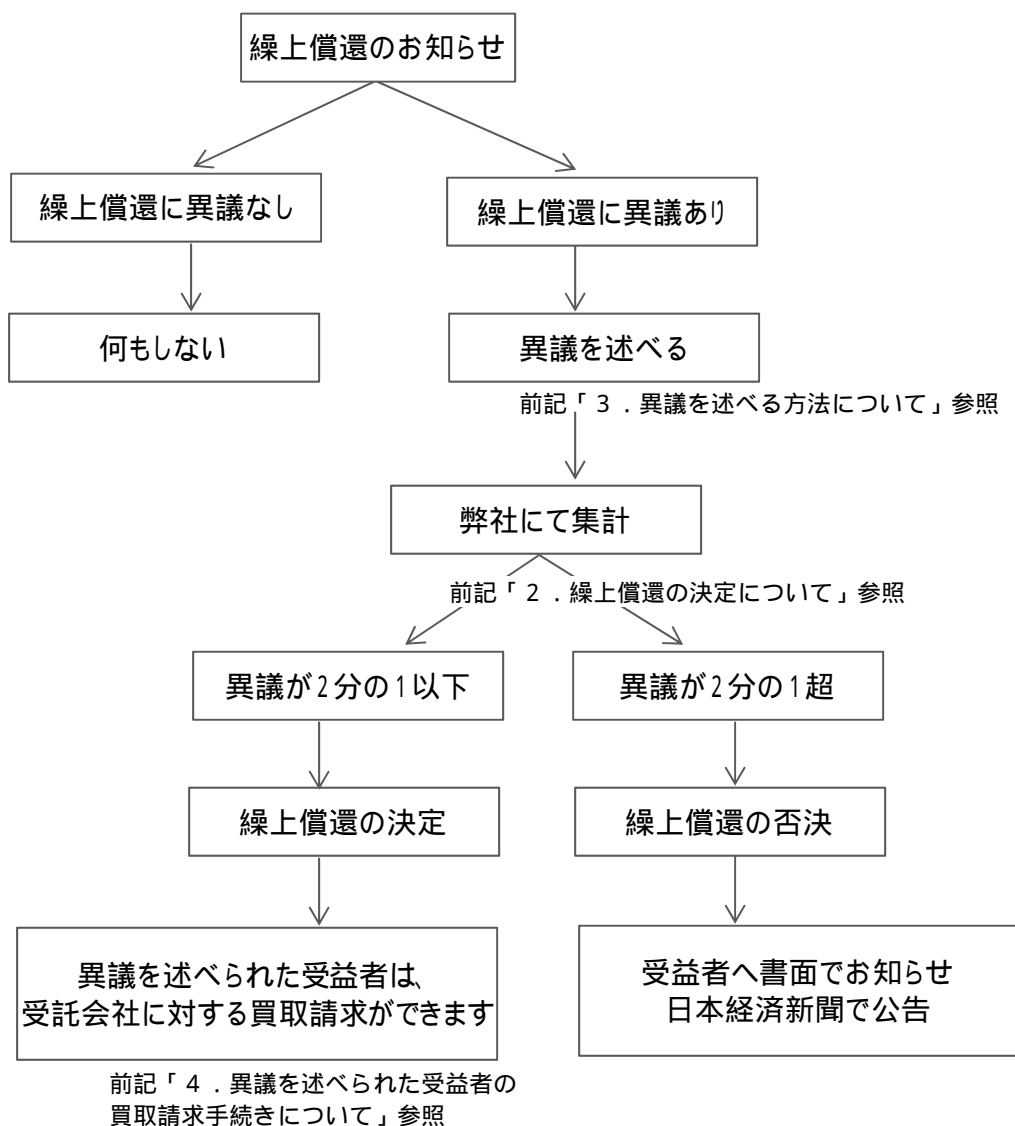 繰上償還のお知らせ
繰上償還に異議なし
繰上償還に異議あり
何もしない
異議を述べる
前記「３．異議を述べる方法について」参照
弊社にて集計
前記「２．繰上償還の決定について」参照
異議が2分の1以下
異議が2分の1超
繰上償還の決定
繰上償還の否決
異議を述べられた受益者は、
受託会社に対する買取請求ができます
受益者へ書面でお知らせ
日本経済新聞で公告
前記「４．異議を述べられた受益者の
買取請求手続きについて」参照